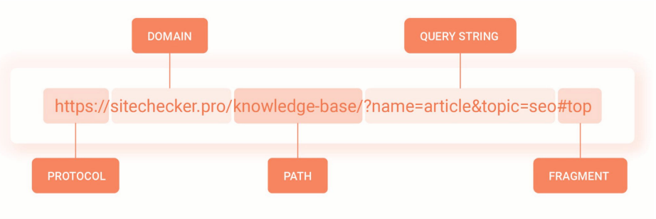 DOMAIN
QUERY STRING
https://sitechecker.pro/knowledge-base/?name=article&topic=seo#top
PROTOCOL
PATH
FRAGMENT